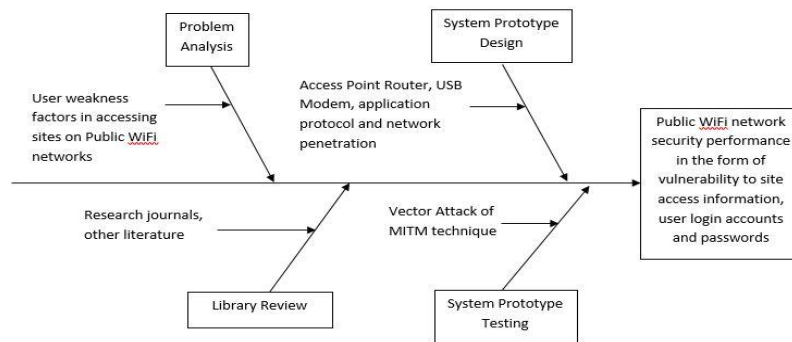 Problem
Analysis
System Prototype
Design
User weakness
factors in accessing
sites on Public WiFi
networks
Access Point Router, USB
Modem, application
protocol and network
penetration
Public WiFi network
security performance
in the form of
vulnerability to site
access information,
user login accounts
and passwords
Research journals,
other literature
Vector Attack of
MITM technique
Library Review
System Prototype
Testing